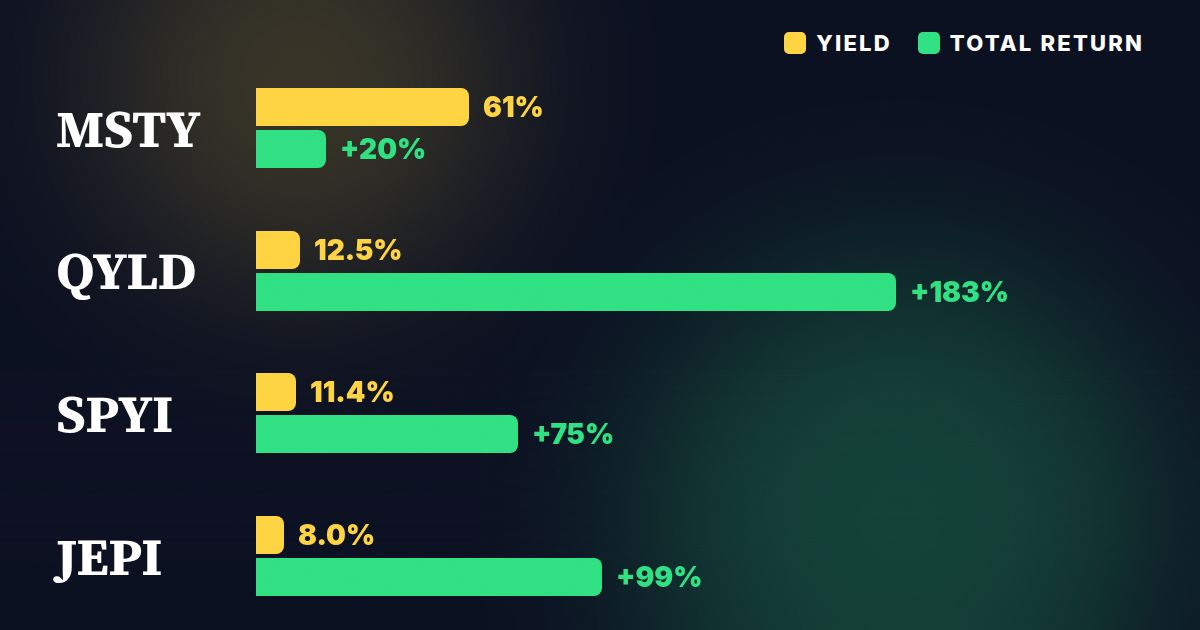 YIELD TOTAL RETURN
MSTY
61%
+20%
QYLD
12.5%
+183%
SPYI
11.4%
+75%
JEPI
8.0%
+99%